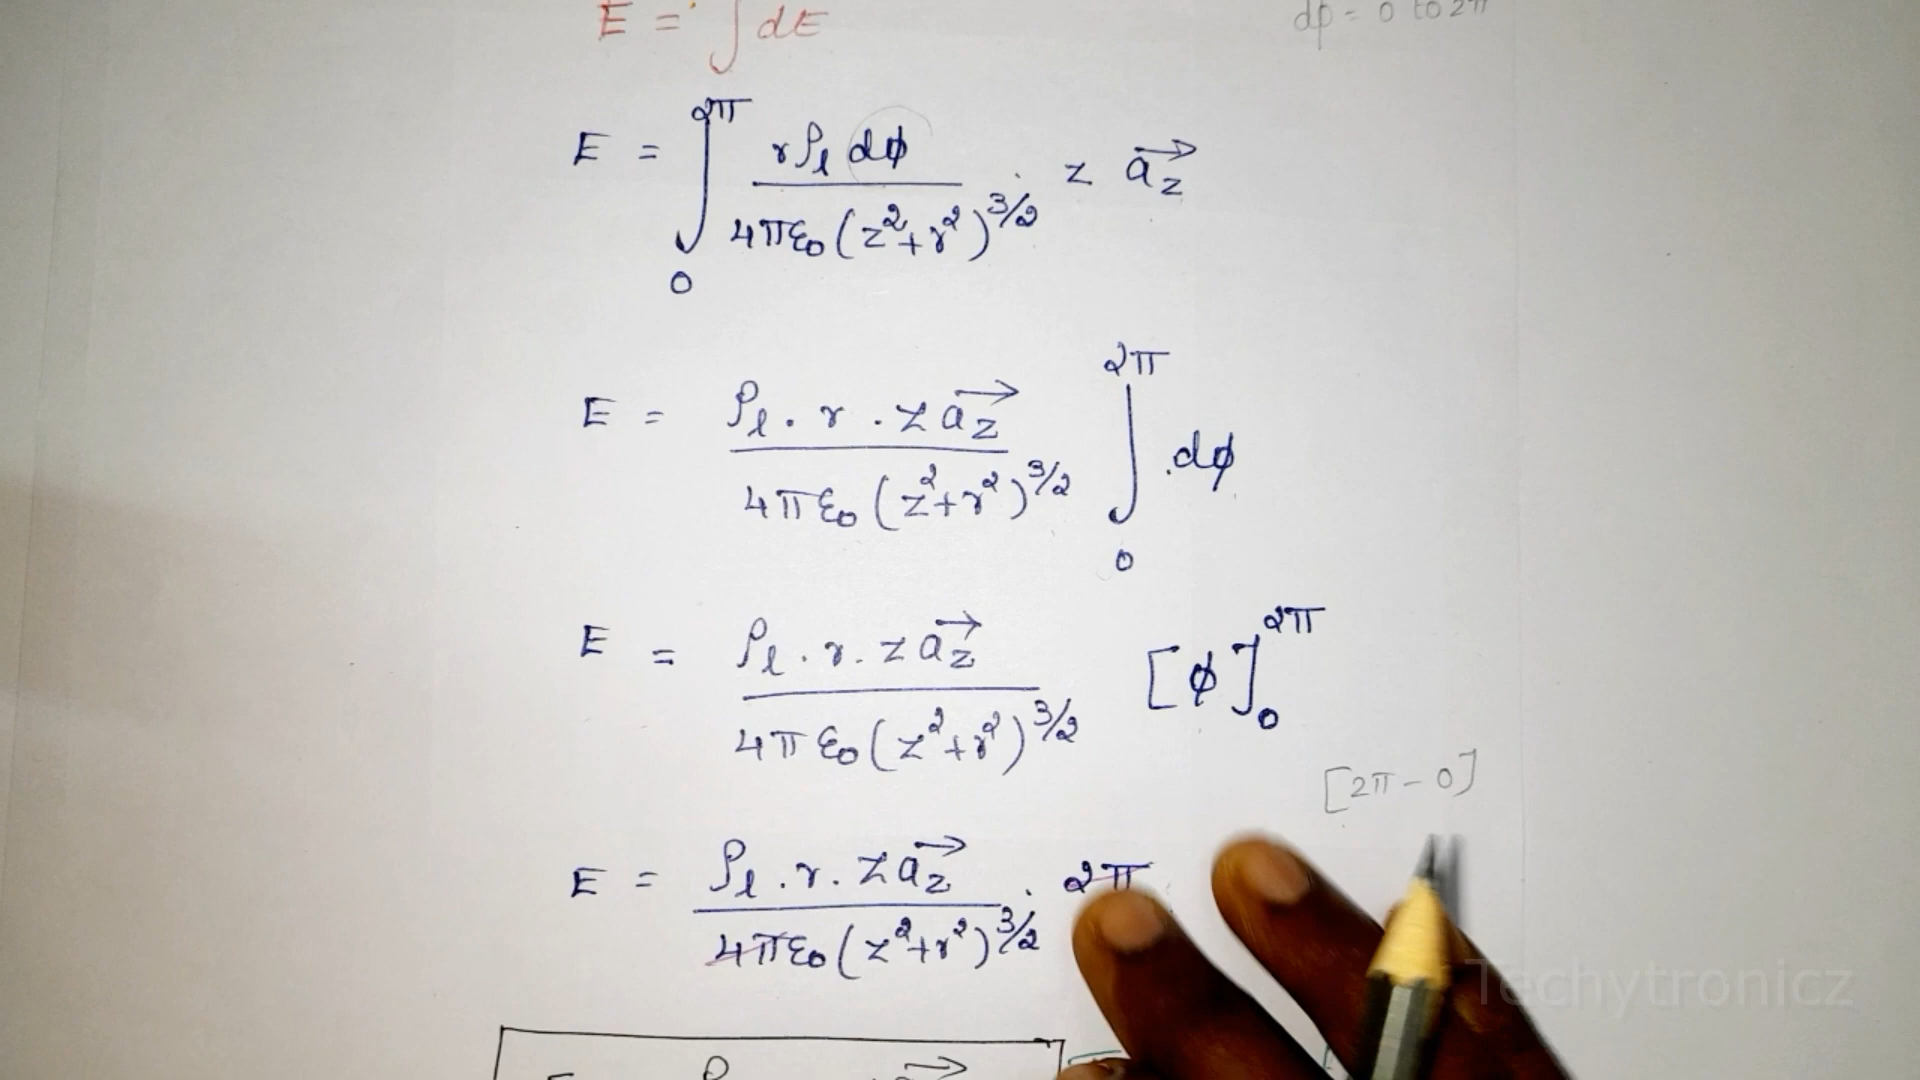 E = ∫ dE
dφ = 0 to 2π
E = ∫₀^2π rρₗ dφ / 4πε₀(z²+r²)^3/2 . z a⃗z
E = ρₗ . r . z a⃗z / 4πε₀(z²+r²)^3/2 ∫₀^2π .dφ
E = ρₗ . r . z a⃗z / 4πε₀(z²+r²)^3/2 [φ]₀^2π
[2π - 0]
E = ρₗ . r . z a⃗z / 4πε₀(z²+r²)^3/2 . 2π
Techytronicz